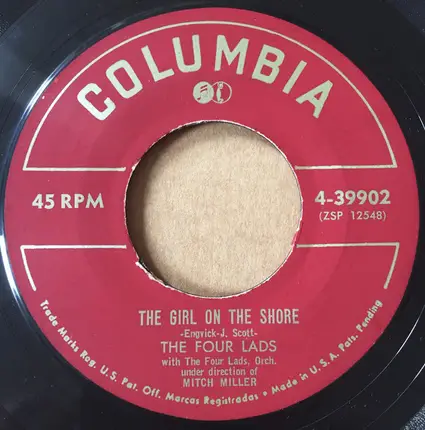 COLUMBIA
45 RPM
4-39902
(ZSP 12548)
THE GIRL ON THE SHORE
-Engvick-J. Scott-
THE FOUR LADS
with The Four Lads, Orch.
under direction of
MITCH MILLER
Trade Marks Reg. U.S. Pat. Off. Marcas Registradas • Made in U.S.A. Pats. Pending